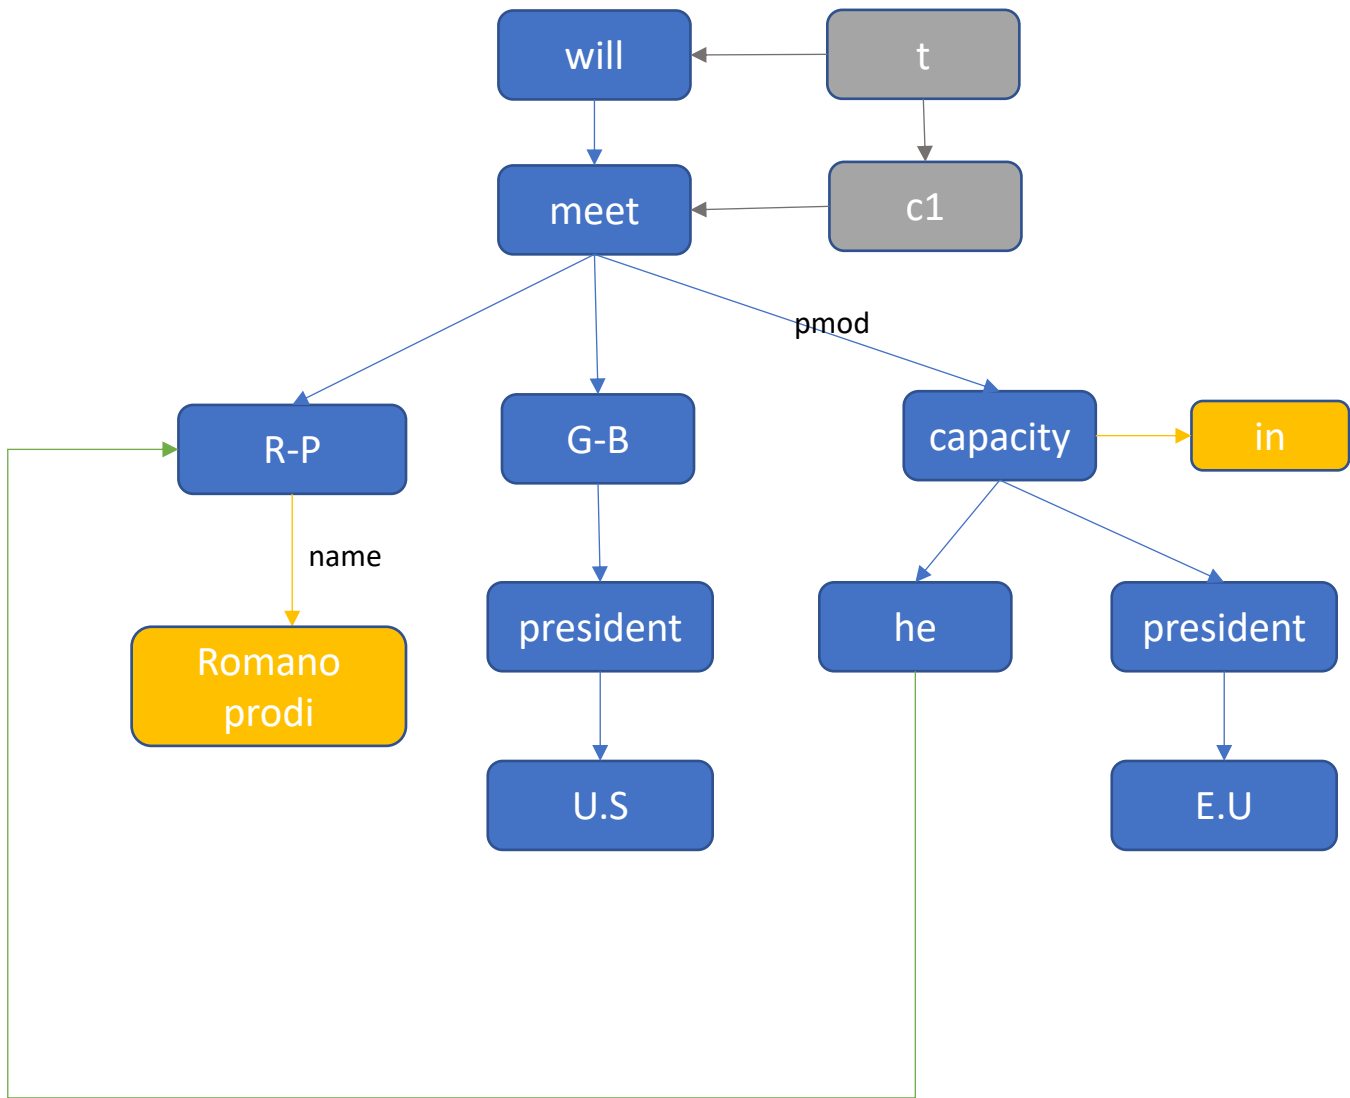 will
t
meet
c1
pmod
R-P
G-B
capacity
in
name
Romano
prodi
president
he
president
U.S
E.U